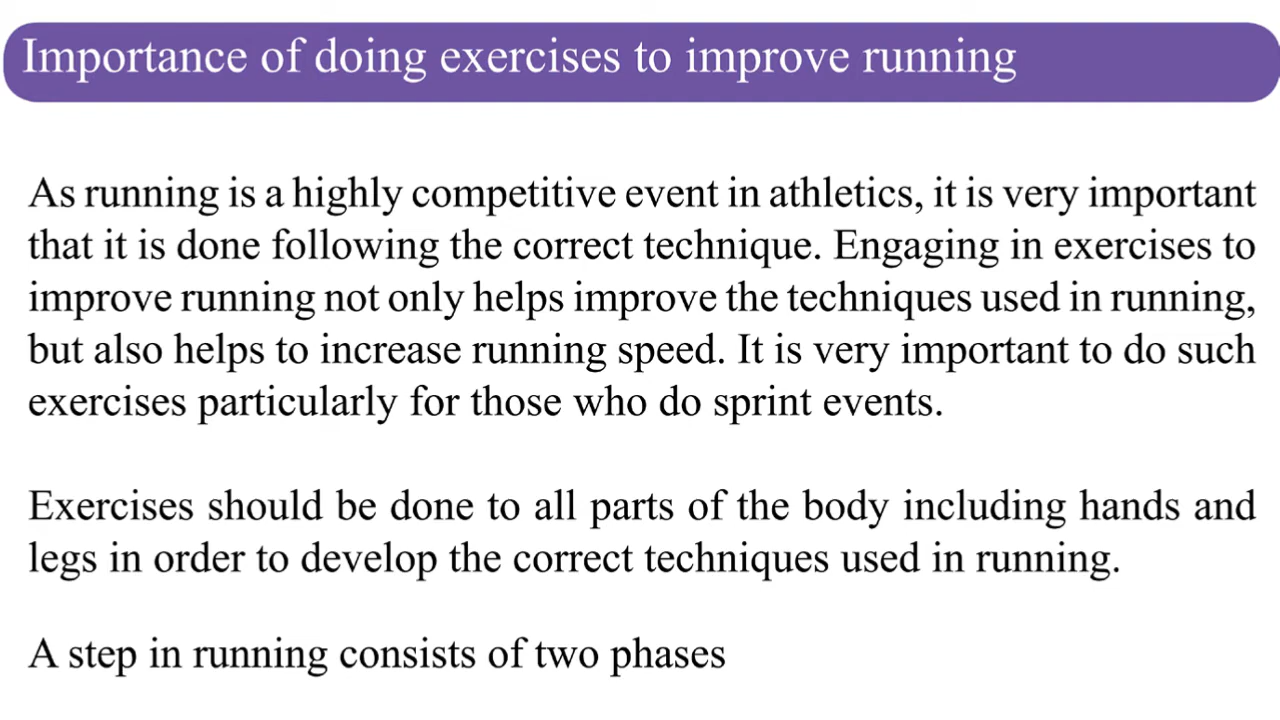 Importance of doing exercises to improve running
As running is a highly competitive event in athletics, it is very important
that it is done following the correct technique. Engaging in exercises to
improve running not only helps improve the techniques used in running,
but also helps to increase running speed. It is very important to do such
exercises particularly for those who do sprint events.
Exercises should be done to all parts of the body including hands and
legs in order to develop the correct techniques used in running.
A step in running consists of two phases